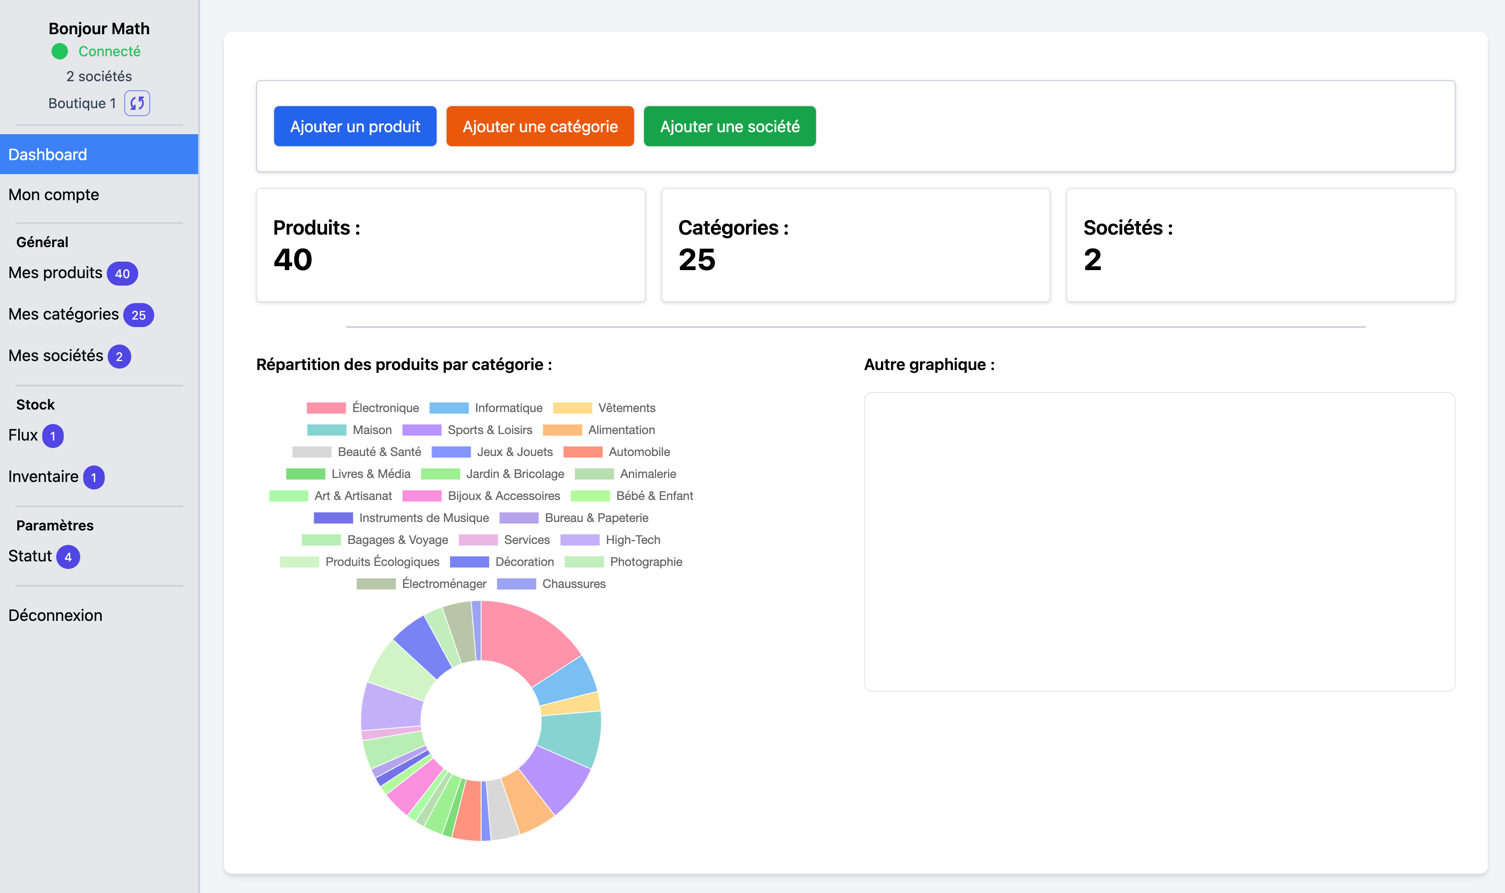 Bonjour Math
Connecté
2 sociétés
Boutique 1
Dashboard
Mon compte
Général
Mes produits 40
Mes catégories 25
Mes sociétés 2
Stock
Flux 1
Inventaire 1
Paramètres
Statut 4
Déconnexion
Ajouter un produit Ajouter une catégorie Ajouter une société
Produits :
40
Catégories :
25
Sociétés :
2
Répartition des produits par catégorie :
Électronique Informatique Vêtements
Maison Sports & Loisirs Alimentation
Beauté & Santé Jeux & Jouets Automobile
Livres & Média Jardin & Bricolage Animalerie
Art & Artisanat Bijoux & Accessoires Bébé & Enfant
Instruments de Musique Bureau & Papeterie
Bagages & Voyage Services High-Tech
Produits Écologiques Décoration Photographie
Électroménager Chaussures
Autre graphique :